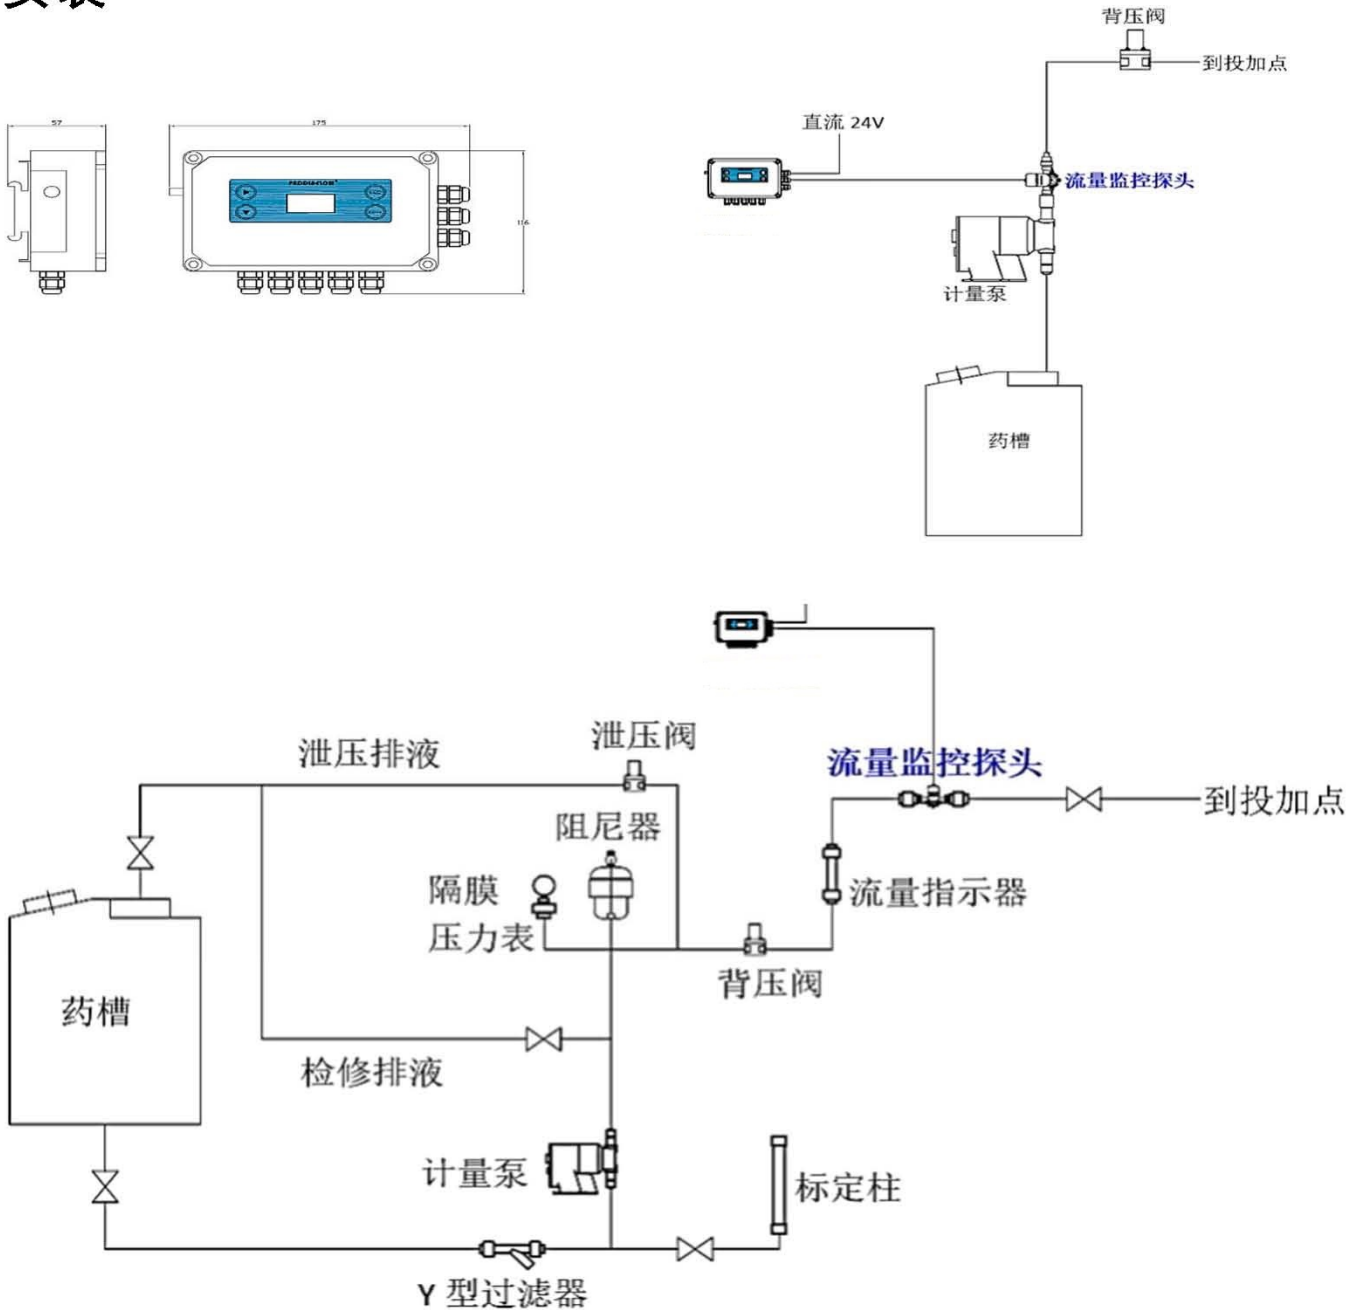 背压阀
到投加点
直流 24V
57
175
116
流量监控探头
计量泵
药槽
泄压阀
泄压排液
流量监控探头
到投加点
阻尼器
隔膜
压力表
流量指示器
背压阀
药槽
检修排液
计量泵
标定柱
Y 型过滤器